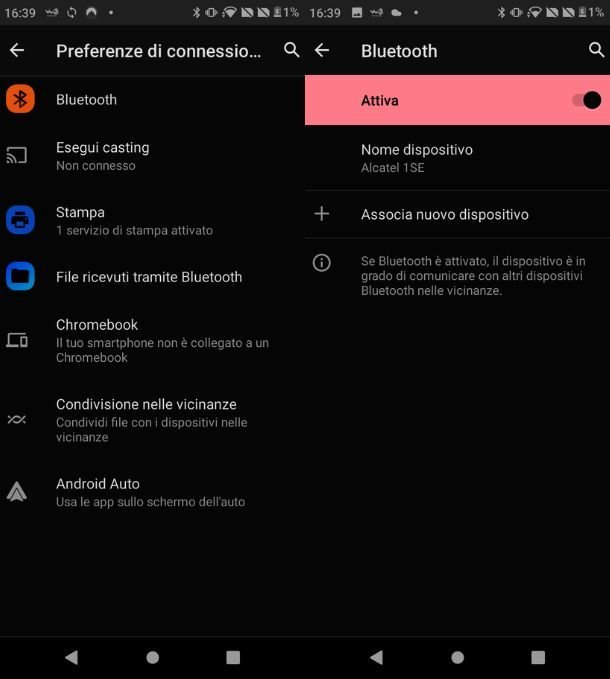 16:39
1%
Preferenze di connessio...
Bluetooth
Esegui casting
Non connesso
Stampa
1 servizio di stampa attivato
File ricevuti tramite Bluetooth
Chromebook
Il tuo smartphone non è collegato a un
Chromebook
Condivisione nelle vicinanze
Condividi file con i dispositivi nelle
vicinanze
Android Auto
Usa le app sullo schermo dell'auto
16:39
1%
Bluetooth
Attiva
Nome dispositivo
Alcatel 1SE
Associa nuovo dispositivo
Se Bluetooth è attivato, il dispositivo è in
grado di comunicare con altri dispositivi
Bluetooth nelle vicinanze.